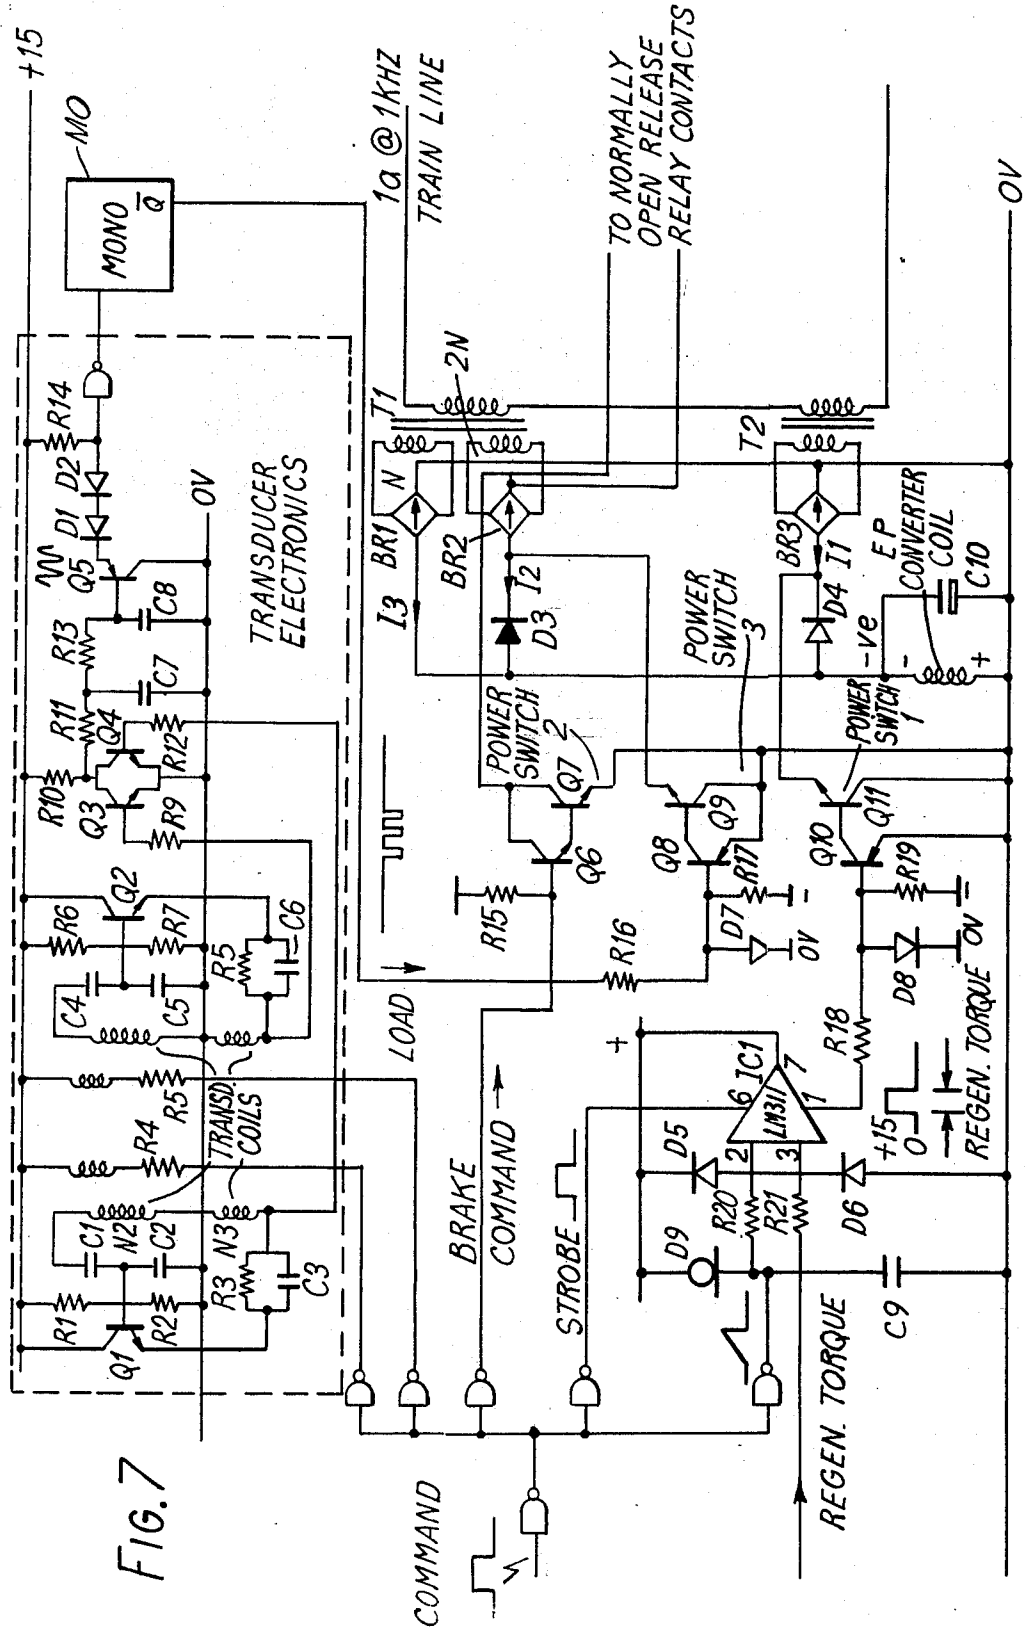 FIG. 7
+15
MO
MONO
Q̅
1a @ 1KHZ
TRAIN LINE
TO NORMALLY
OPEN RELEASE
RELAY CONTACTS
0V
R14
D2
D1
Q5
C8
R13
C7
R11
Q4
R12
R10
Q3
R9
0V
TRANSDUCER
ELECTRONICS
Q2
R6
R7
C6
R5
C4
C5
TRANSD.
COILS
R5
R4
C1
N2
C2
N3
R1
R2
R3
C3
Q1
LOAD
T1
2N
N
BR1
BR2
I3
I2
D3
T2
BR3
I1
D4
EP
CONVERTER
COIL
C10
-ve
-
+
POWER
SWITCH
2
Q7
Q6
R15
POWER
SWITCH
3
Q8
Q9
R17
-
D7
0V
R16
POWER
SWITCH
1
Q10
Q11
R19
-
D8
0V
R18
BRAKE
COMMAND
STROBE
+
IC1
LM311
6
7
1
2
3
D5
D6
D9
R20
R21
C9
+15
0
REGEN. TORQUE
REGEN. TORQUE
COMMAND